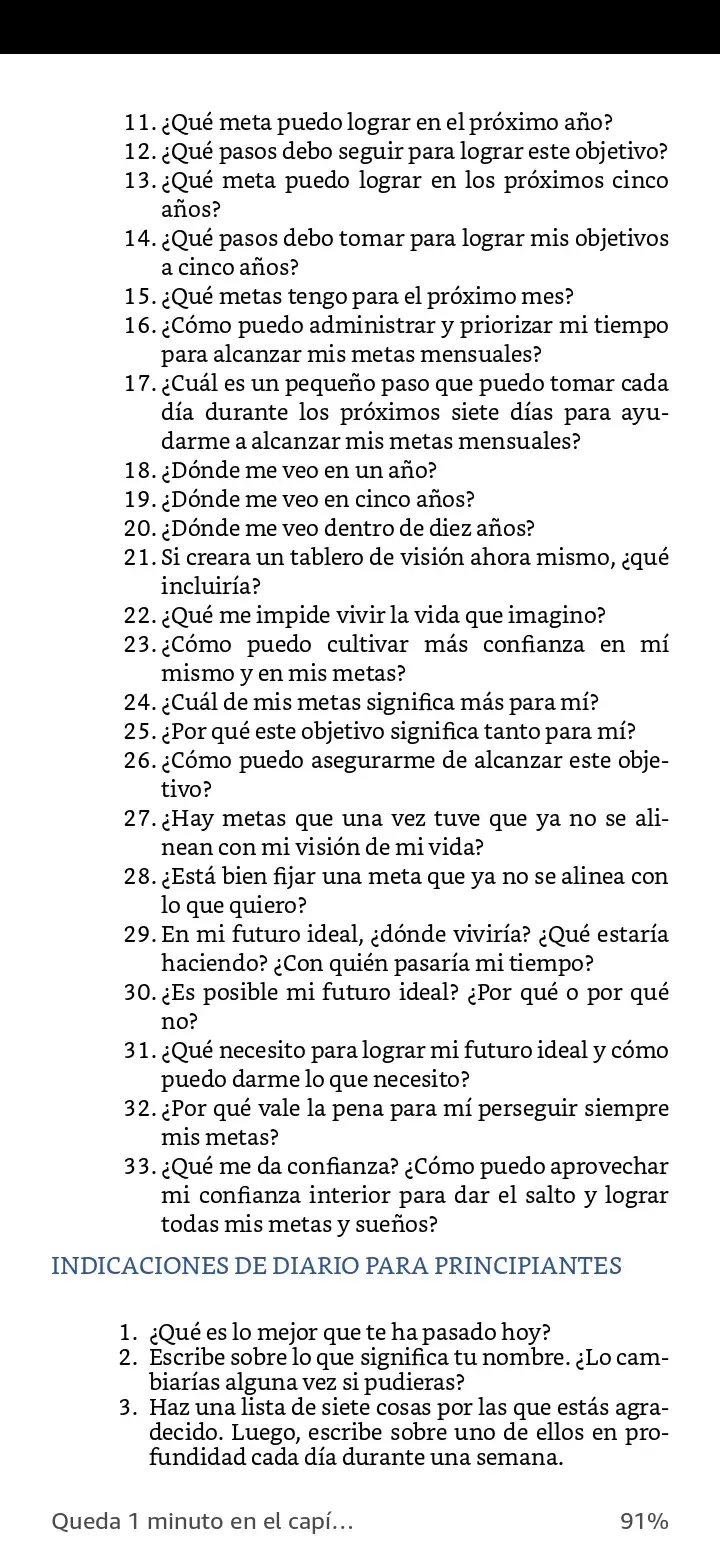 11. ¿Qué meta puedo lograr en el próximo año?
12. ¿Qué pasos debo seguir para lograr este objetivo?
13. ¿Qué meta puedo lograr en los próximos cinco
años?
14. ¿Qué pasos debo tomar para lograr mis objetivos
a cinco años?
15. ¿Qué metas tengo para el próximo mes?
16. ¿Cómo puedo administrar y priorizar mi tiempo
para alcanzar mis metas mensuales?
17. ¿Cuál es un pequeño paso que puedo tomar cada
día durante los próximos siete días para ayu-
darme a alcanzar mis metas mensuales?
18. ¿Dónde me veo en un año?
19. ¿Dónde me veo en cinco años?
20. ¿Dónde me veo dentro de diez años?
21. Si creara un tablero de visión ahora mismo, ¿qué
incluiría?
22. ¿Qué me impide vivir la vida que imagino?
23. ¿Cómo puedo cultivar más confianza en mí
mismo y en mis metas?
24. ¿Cuál de mis metas significa más para mí?
25. ¿Por qué este objetivo significa tanto para mí?
26. ¿Cómo puedo asegurarme de alcanzar este obje-
tivo?
27. ¿Hay metas que una vez tuve que ya no se ali-
nean con mi visión de mi vida?
28. ¿Está bien fijar una meta que ya no se alinea con
lo que quiero?
29. En mi futuro ideal, ¿dónde viviría? ¿Qué estaría
haciendo? ¿Con quién pasaría mi tiempo?
30. ¿Es posible mi futuro ideal? ¿Por qué o por qué
no?
31. ¿Qué necesito para lograr mi futuro ideal y cómo
puedo darme lo que necesito?
32. ¿Por qué vale la pena para mí perseguir siempre
mis metas?
33. ¿Qué me da confianza? ¿Cómo puedo aprovechar
mi confianza interior para dar el salto y lograr
todas mis metas y sueños?
INDICACIONES DE DIARIO PARA PRINCIPIANTES
1. ¿Qué es lo mejor que te ha pasado hoy?
2. Escribe sobre lo que significa tu nombre. ¿Lo cam-
biarías alguna vez si pudieras?
3. Haz una lista de siete cosas por las que estás agra-
decido. Luego, escribe sobre uno de ellos en pro-
fundidad cada día durante una semana.
Queda 1 minuto en el capí... 91%